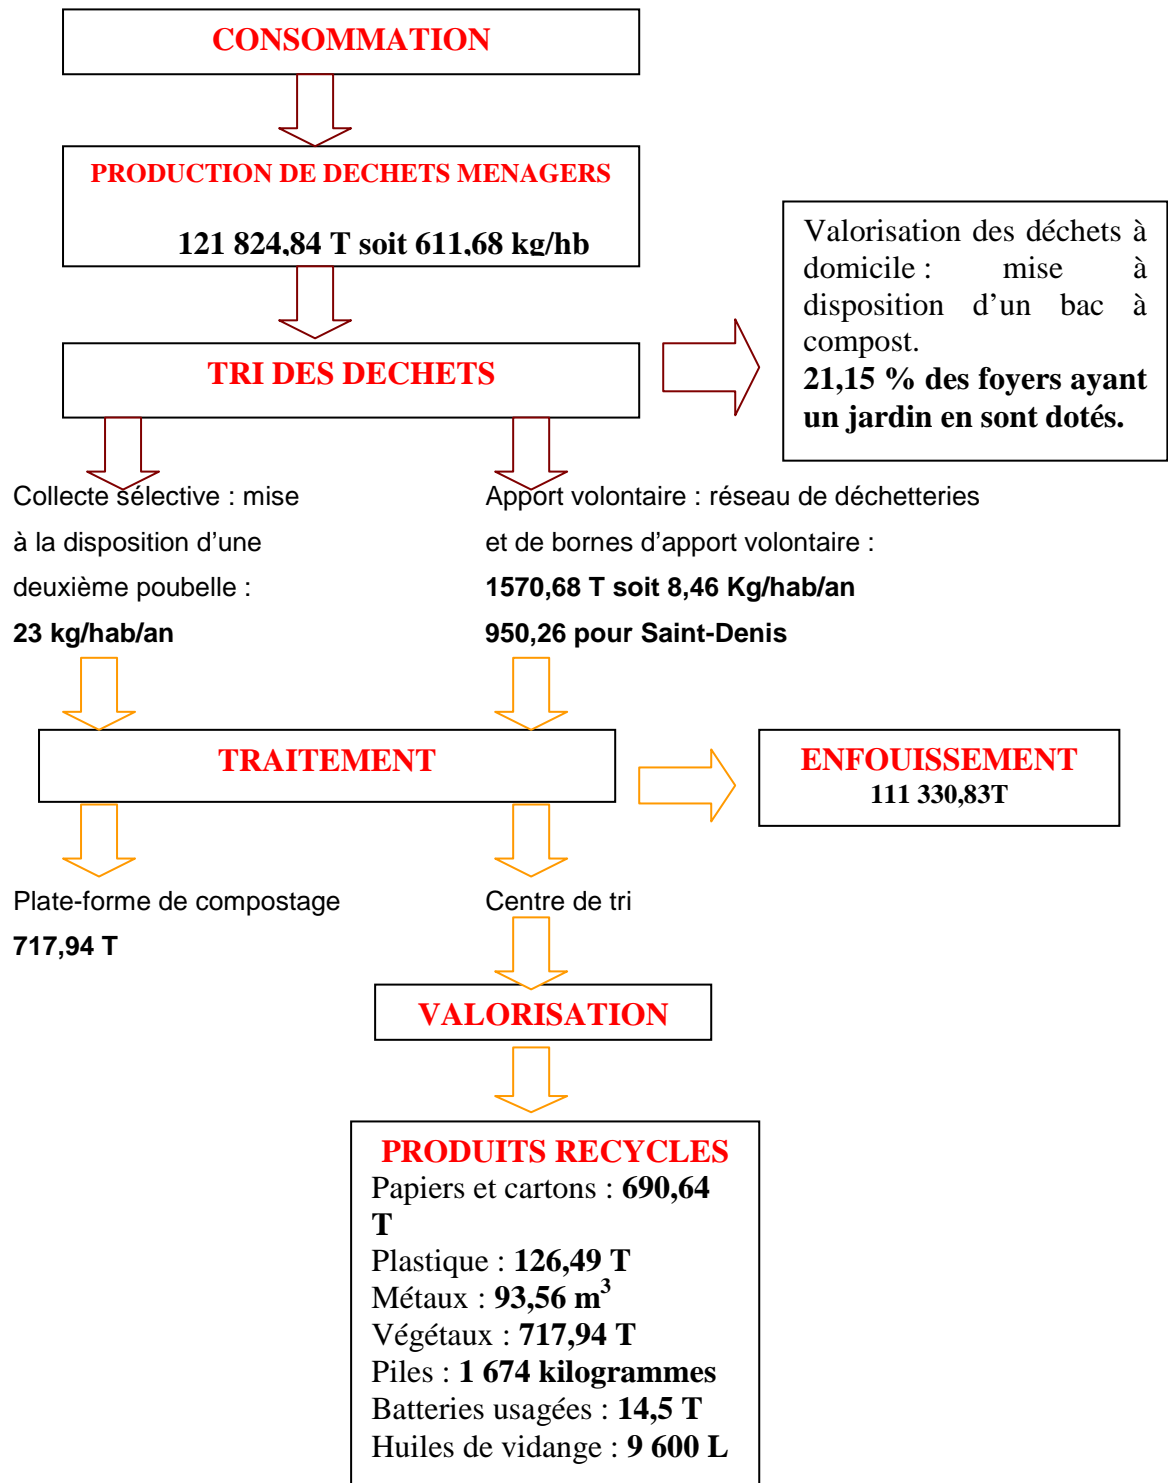 CONSOMMATION
PRODUCTION DE DECHETS MENAGERS
121 824,84 T soit 611,68 kg/hb
Valorisation des déchets à
domicile : mise à
disposition d’un bac à
compost.
21,15 % des foyers ayant
un jardin en sont dotés.
TRI DES DECHETS
Collecte sélective : mise
à la disposition d’une
deuxième poubelle :
23 kg/hab/an
Apport volontaire : réseau de déchetteries
et de bornes d’apport volontaire :
1570,68 T soit 8,46 Kg/hab/an
950,26 pour Saint-Denis
TRAITEMENT
ENFOUISSEMENT
111 330,83T
Plate-forme de compostage
717,94 T
Centre de tri
VALORISATION
PRODUITS RECYCLES
Papiers et cartons : 690,64
T
Plastique : 126,49 T
Métaux : 93,56 m³
Végétaux : 717,94 T
Piles : 1 674 kilogrammes
Batteries usagées : 14,5 T
Huiles de vidange : 9 600 L